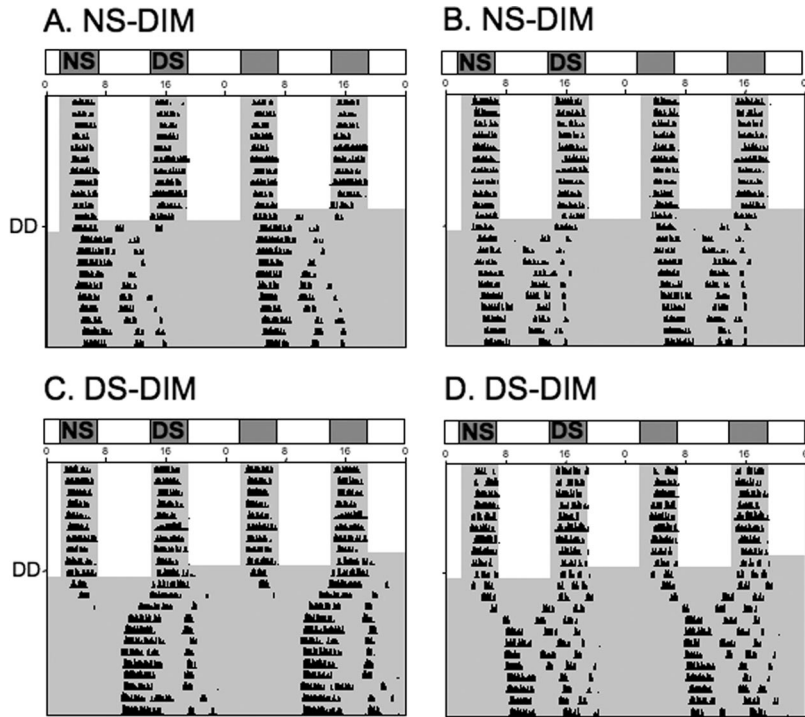 A. NS-DIM
NS DS
0 8 16 0 8 16 0
DD
B. NS-DIM
NS DS
0 8 16 0 8 16 0
C. DS-DIM
NS DS
0 8 16 0 8 16 0
DD
D. DS-DIM
NS DS
0 8 16 0 8 16 0